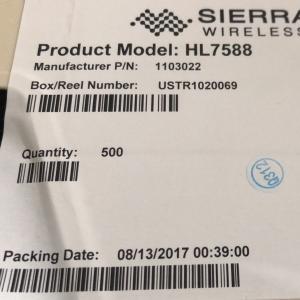 SIERRA
WIRELESS
Product Model: HL7588
Manufacturer P/N: 1103022
Box/Reel Number: USTR1020069
Quantity: 500
Q312
Packing Date: 08/13/2017 00:39:00